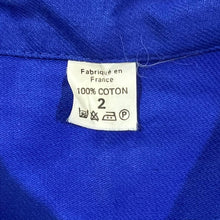 Fabriqué en
France
100% COTON
2
P